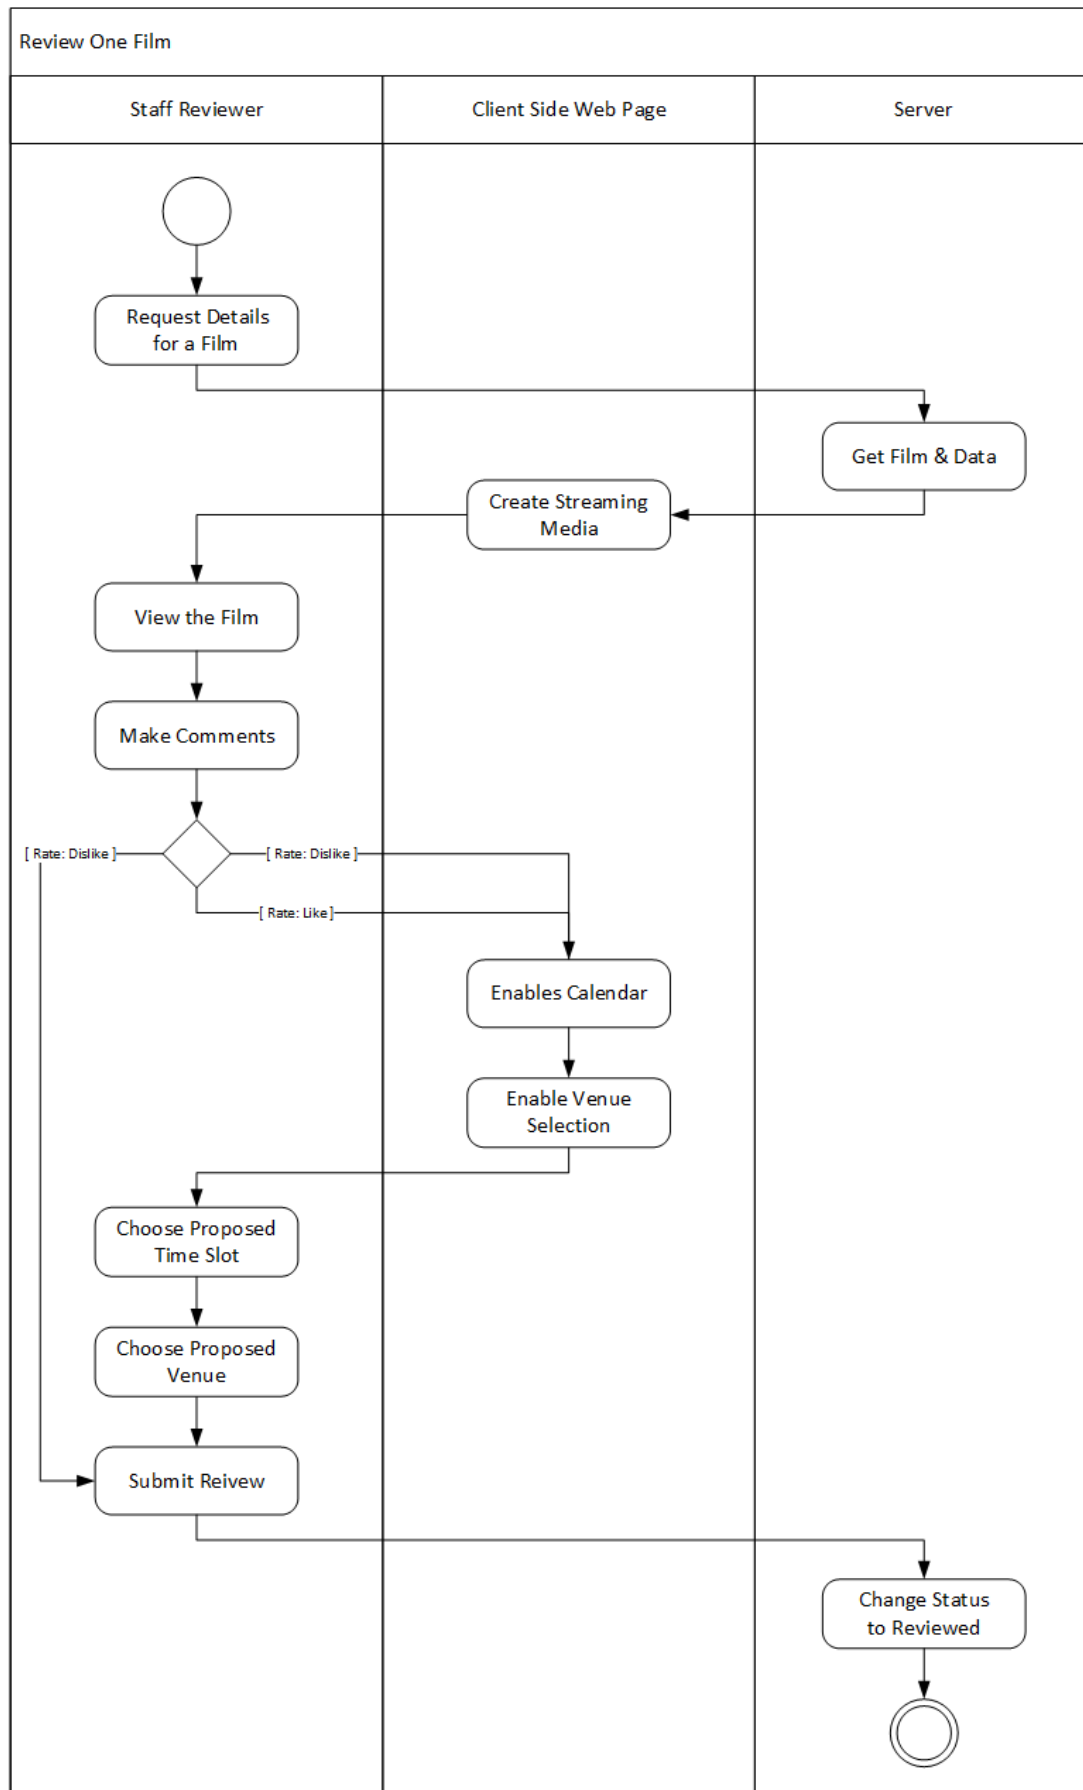 Review One Film
Staff Reviewer
Client Side Web Page
Server
Request Details
for a Film
Get Film & Data
Create Streaming
Media
View the Film
Make Comments
[ Rate: Dislike ]
[ Rate: Dislike ]
[ Rate: Like ]
Enables Calendar
Enable Venue
Selection
Choose Proposed
Time Slot
Choose Proposed
Venue
Submit Reivew
Change Status
to Reviewed